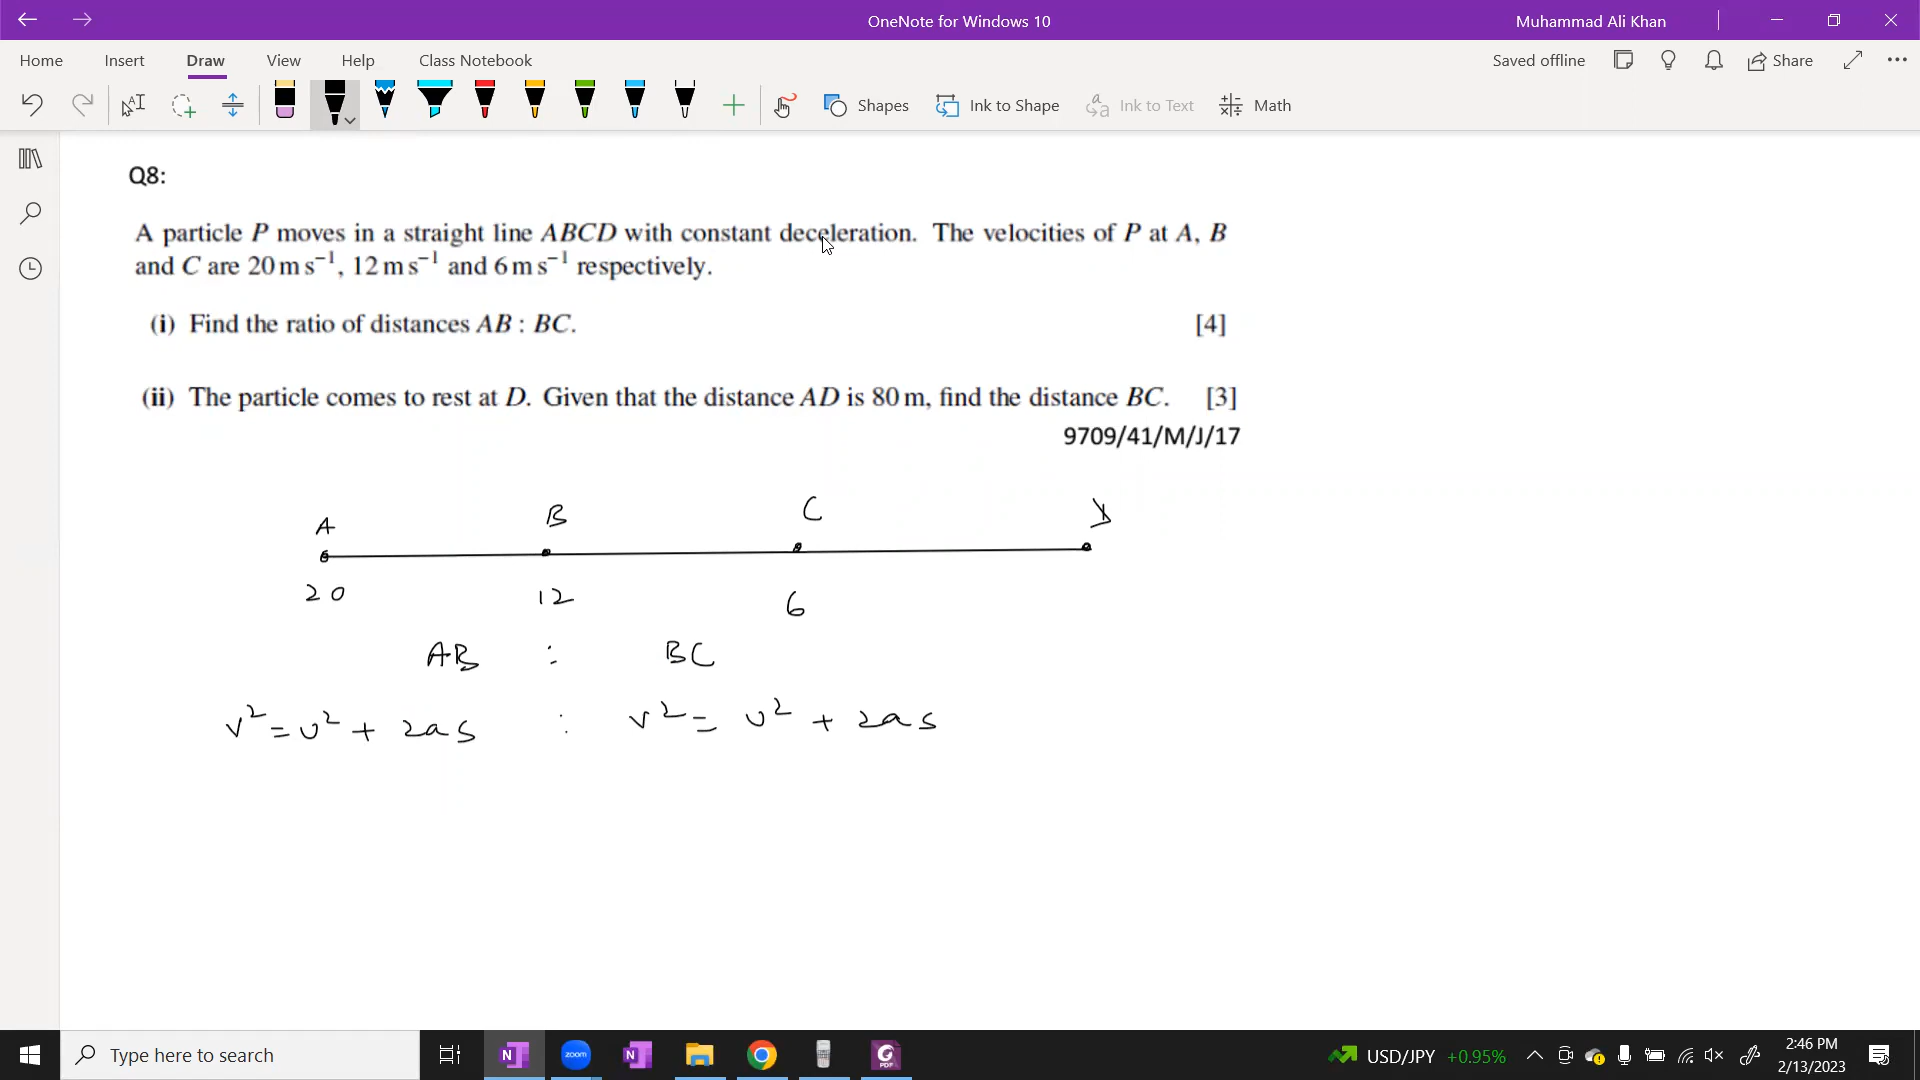 OneNote for Windows 10
Muhammad Ali Khan
Home Insert Draw View Help Class Notebook
Saved offline
Share
Shapes
Ink to Shape
Ink to Text
Math
Q8:
A particle P moves in a straight line ABCD with constant deceleration. The velocities of P at A, B
and C are 20 m s⁻¹, 12 m s⁻¹ and 6 m s⁻¹ respectively.
(i) Find the ratio of distances AB : BC. [4]
(ii) The particle comes to rest at D. Given that the distance AD is 80 m, find the distance BC. [3]
9709/41/M/J/17
A B C D
20 12 6
AB : BC
v² = u² + 2as : v² = u² + 2as
Type here to search
zoom
USD/JPY +0.95%
2:46 PM
2/13/2023